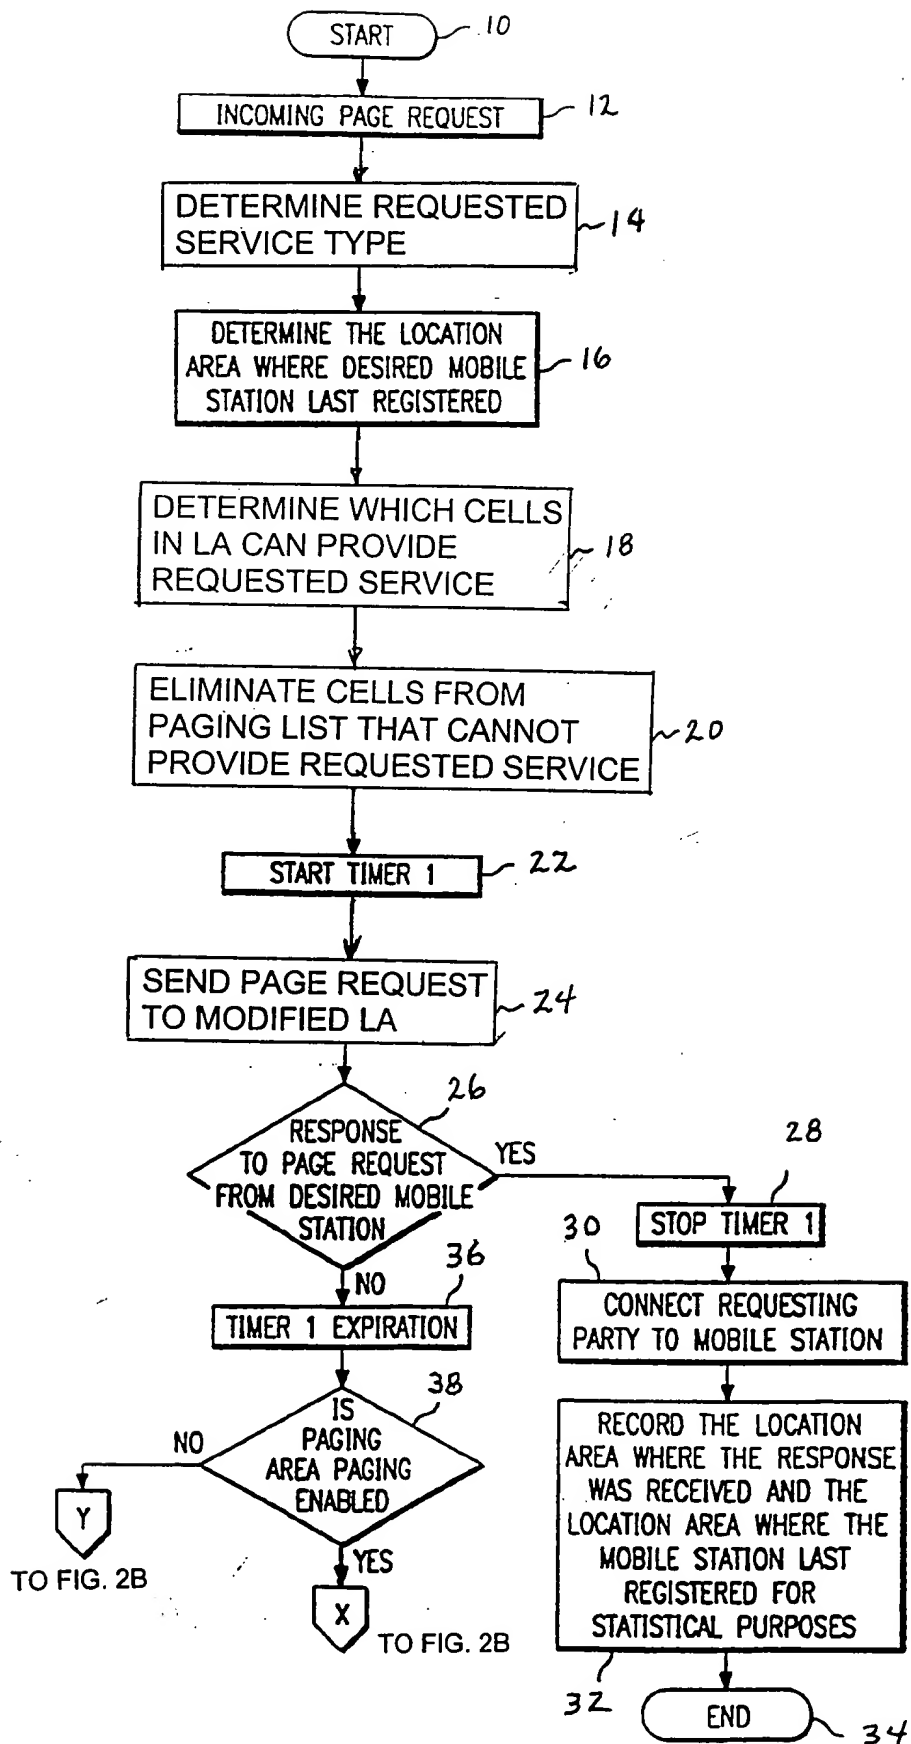 START
10
INCOMING PAGE REQUEST
12
DETERMINE REQUESTED
SERVICE TYPE
14
DETERMINE THE LOCATION
AREA WHERE DESIRED MOBILE
STATION LAST REGISTERED
16
DETERMINE WHICH CELLS
IN LA CAN PROVIDE
REQUESTED SERVICE
18
ELIMINATE CELLS FROM
PAGING LIST THAT CANNOT
PROVIDE REQUESTED SERVICE
20
START TIMER 1
22
SEND PAGE REQUEST
TO MODIFIED LA
24
26
RESPONSE
TO PAGE REQUEST
FROM DESIRED MOBILE
STATION
YES
NO
28
STOP TIMER 1
30
CONNECT REQUESTING
PARTY TO MOBILE STATION
RECORD THE LOCATION
AREA WHERE THE RESPONSE
WAS RECEIVED AND THE
LOCATION AREA WHERE THE
MOBILE STATION LAST
REGISTERED FOR
STATISTICAL PURPOSES
32
END
34
36
TIMER 1 EXPIRATION
38
IS
PAGING
AREA PAGING
ENABLED
NO
Y
TO FIG. 2B
YES
X
TO FIG. 2B